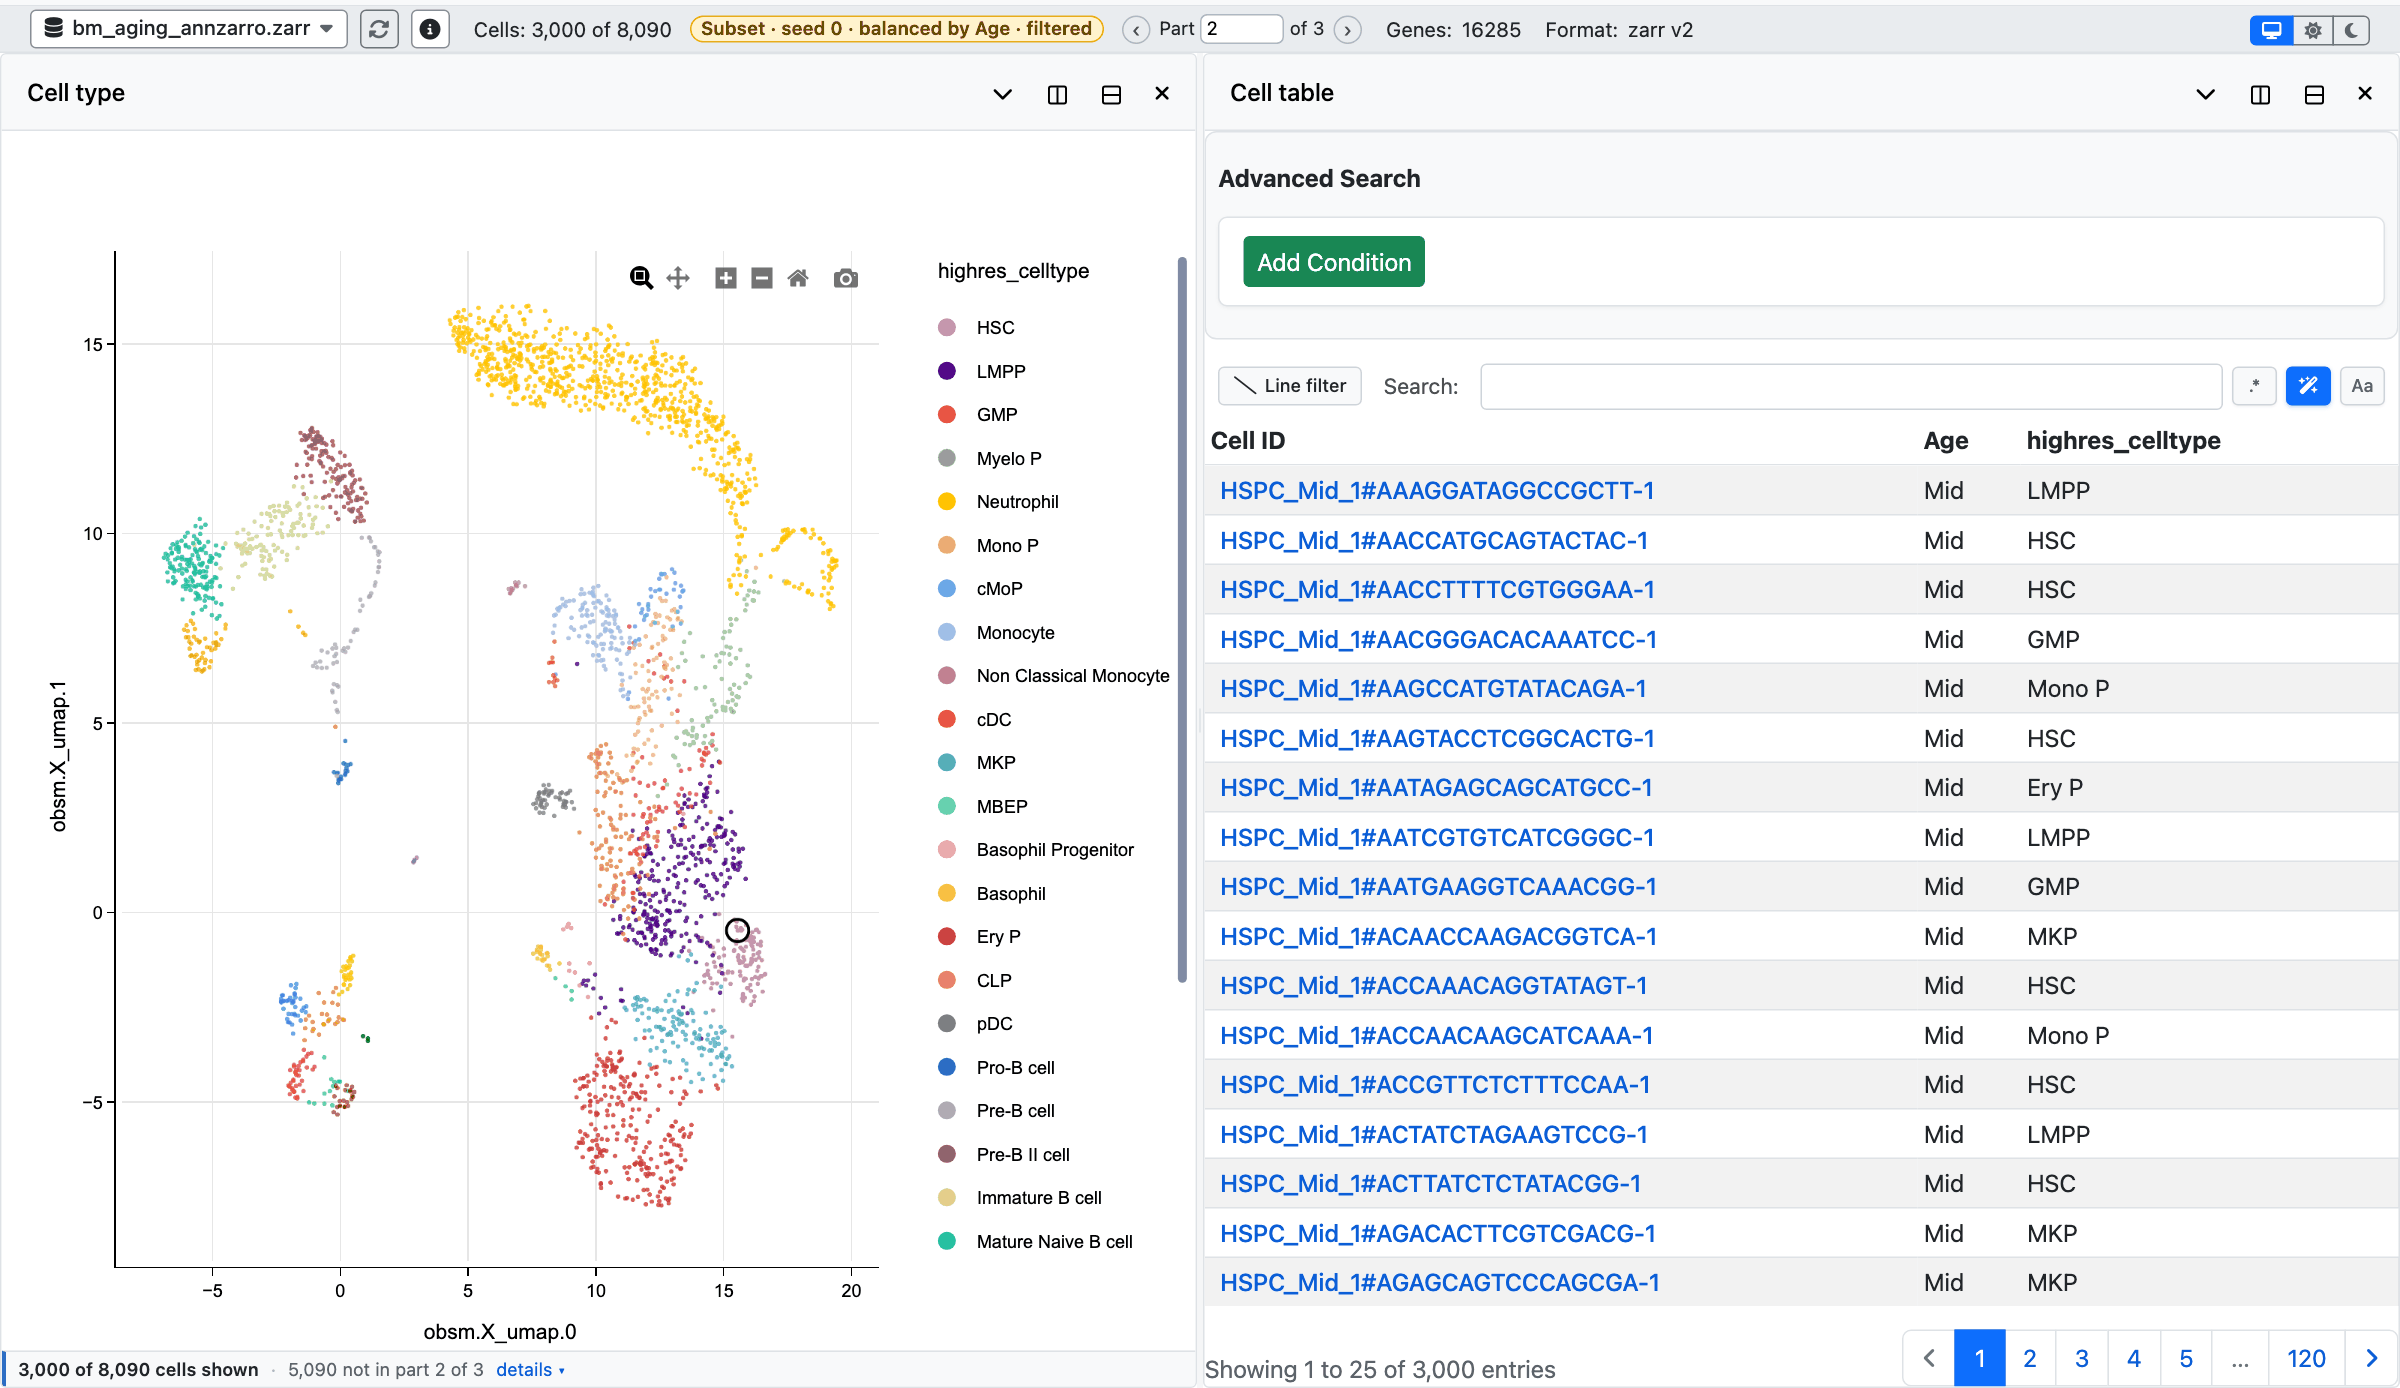 bm_aging_annzarro.zarr
Cells: 3,000 of 8,090
Subset · seed 0 · balanced by Age · filtered
Part 2 of 3
Genes: 16285
Format: zarr v2
Cell type
obsm.X_umap.1
15
10
5
0
−5
−5
0
5
10
15
20
obsm.X_umap.0
highres_celltype
HSC
LMPP
GMP
Myelo P
Neutrophil
Mono P
cMoP
Monocyte
Non Classical Monocyte
cDC
MKP
MBEP
Basophil Progenitor
Basophil
Ery P
CLP
pDC
Pro-B cell
Pre-B cell
Pre-B II cell
Immature B cell
Mature Naive B cell
3,000 of 8,090 cells shown · 5,090 not in part 2 of 3 details
Cell table
Advanced Search
Add Condition
Line filter
Search:
.*
Aa
Cell ID Age highres_celltype
HSPC_Mid_1#AAAGGATAGGCCGCTT-1 Mid LMPP
HSPC_Mid_1#AACCATGCAGTACTAC-1 Mid HSC
HSPC_Mid_1#AACCTTTTCGTGGGAA-1 Mid HSC
HSPC_Mid_1#AACGGGACACAAATCC-1 Mid GMP
HSPC_Mid_1#AAGCCATGTATACAGA-1 Mid Mono P
HSPC_Mid_1#AAGTACCTCGGCACTG-1 Mid HSC
HSPC_Mid_1#AATAGAGCAGCATGCC-1 Mid Ery P
HSPC_Mid_1#AATCGTGTCATCGGGC-1 Mid LMPP
HSPC_Mid_1#AATGAAGGTCAAACGG-1 Mid GMP
HSPC_Mid_1#ACAACCAAGACGGTCA-1 Mid MKP
HSPC_Mid_1#ACCAAACAGGTATAGT-1 Mid HSC
HSPC_Mid_1#ACCAACAAGCATCAAA-1 Mid Mono P
HSPC_Mid_1#ACCGTTCTCTTTCCAA-1 Mid HSC
HSPC_Mid_1#ACTATCTAGAAGTCCG-1 Mid LMPP
HSPC_Mid_1#ACTTATCTCTATACGG-1 Mid HSC
HSPC_Mid_1#AGACACTTCGTCGACG-1 Mid MKP
HSPC_Mid_1#AGAGCAGTCCCAGCGA-1 Mid MKP
Showing 1 to 25 of 3,000 entries
1 2 3 4 5 ... 120